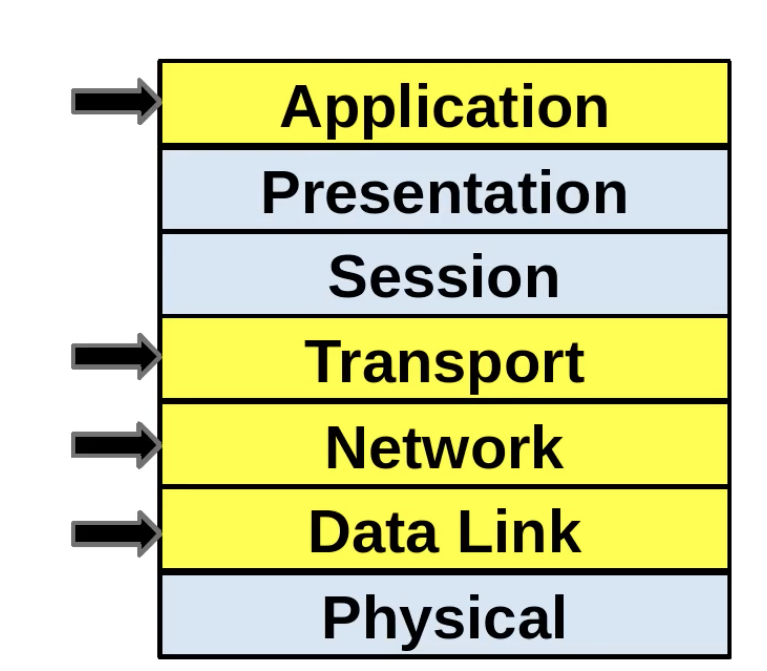 Application
Presentation
Session
Transport
Network
Data Link
Physical